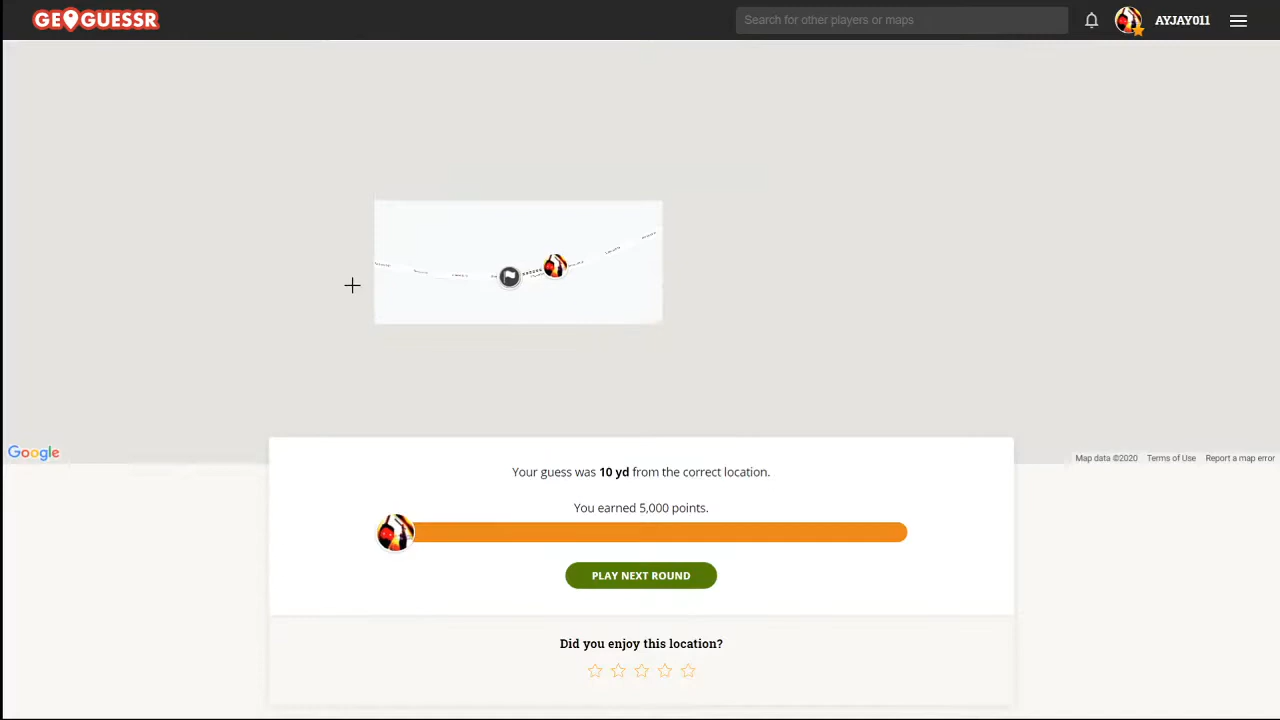 GEOGUESSR
Search for other players or maps
AYJAY011
Google
Map data ©2020
Terms of Use
Report a map error
Your guess was 10 yd from the correct location.
You earned 5,000 points.
PLAY NEXT ROUND
Did you enjoy this location?